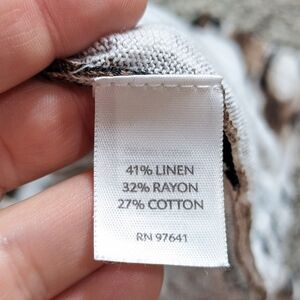 41% LINEN
32% RAYON
27% COTTON
RN 97641